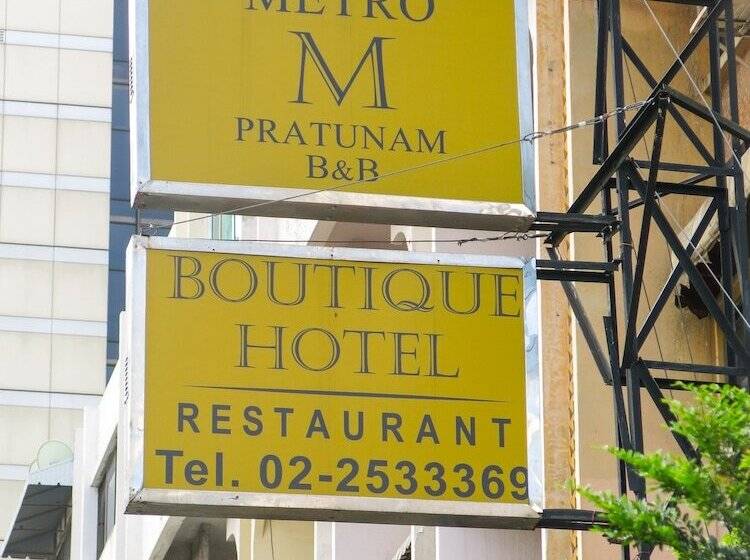 METRO
M
PRATUNAM
B&B
BOUTIQUE
HOTEL
RESTAURANT
Tel. 02-2533369